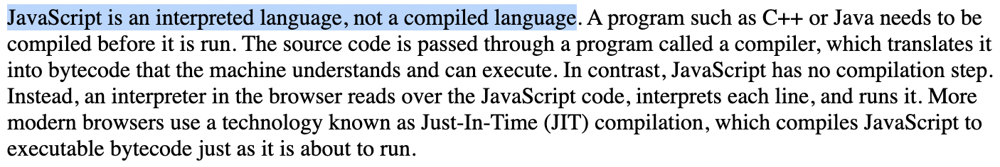 JavaScript is an interpreted language, not a compiled language. A program such as C++ or Java needs to be
compiled before it is run. The source code is passed through a program called a compiler, which translates it
into bytecode that the machine understands and can execute. In contrast, JavaScript has no compilation step.
Instead, an interpreter in the browser reads over the JavaScript code, interprets each line, and runs it. More
modern browsers use a technology known as Just-In-Time (JIT) compilation, which compiles JavaScript to
executable bytecode just as it is about to run.